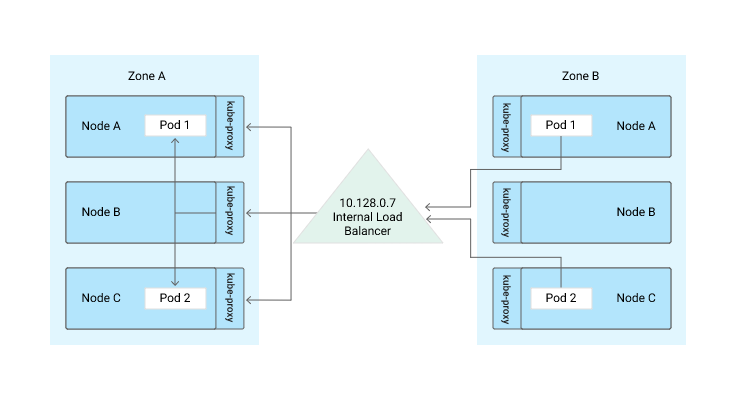 Zone A
Node A
Pod 1
kube-proxy
Node B
kube-proxy
Node C
Pod 2
kube-proxy
10.128.0.7
Internal Load
Balancer
Zone B
kube-proxy
Pod 1
Node A
kube-proxy
Node B
kube-proxy
Pod 2
Node C